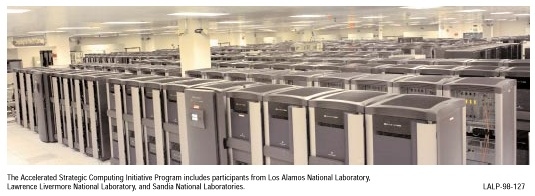 The Accelerated Strategic Computing Initiative Program includes participants from Los Alamos National Laboratory,
Lawrence Livermore National Laboratory, and Sandia National Laboratories.
LALP-98-127